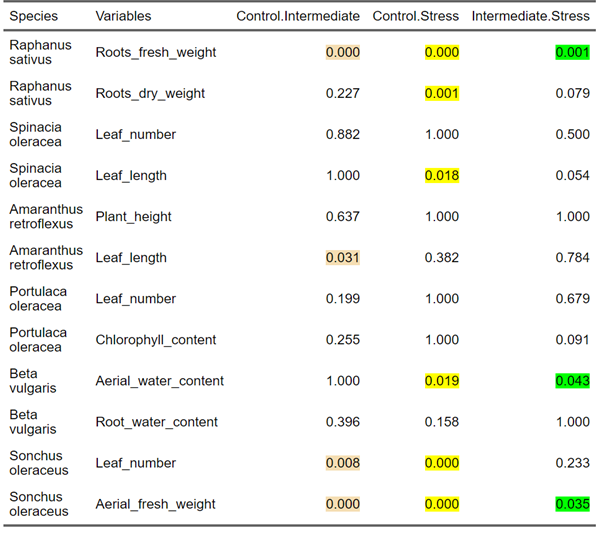 Species Variables Control.Intermediate Control.Stress Intermediate.Stress
Raphanus
sativus Roots_fresh_weight 0.000 0.000 0.001
Raphanus
sativus Roots_dry_weight 0.227 0.001 0.079
Spinacia
oleracea Leaf_number 0.882 1.000 0.500
Spinacia
oleracea Leaf_length 1.000 0.018 0.054
Amaranthus
retroflexus Plant_height 0.637 1.000 1.000
Amaranthus
retroflexus Leaf_length 0.031 0.382 0.784
Portulaca
oleracea Leaf_number 0.199 1.000 0.679
Portulaca
oleracea Chlorophyll_content 0.255 1.000 0.091
Beta
vulgaris Aerial_water_content 1.000 0.019 0.043
Beta
vulgaris Root_water_content 0.396 0.158 1.000
Sonchus
oleraceus Leaf_number 0.008 0.000 0.233
Sonchus
oleraceus Aerial_fresh_weight 0.000 0.000 0.035